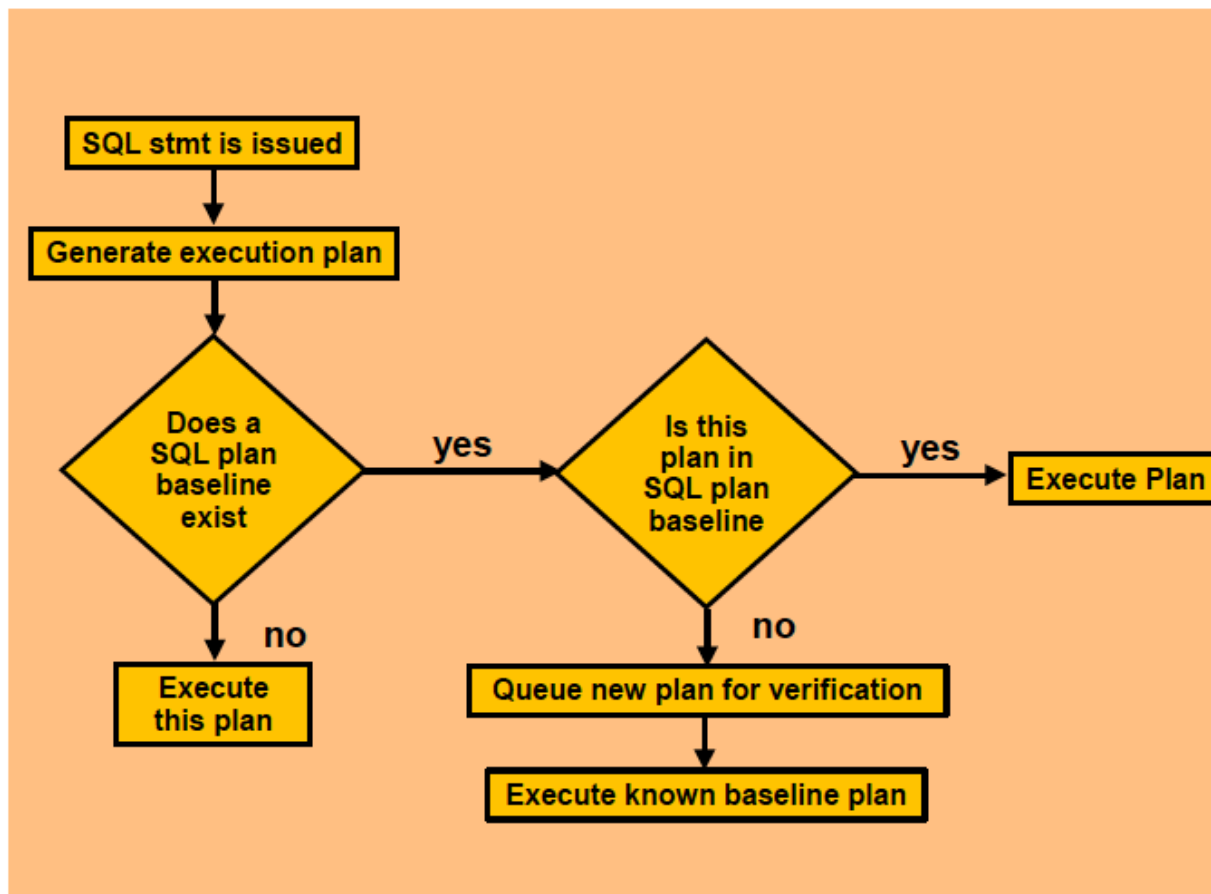 SQL stmt is issued
Generate execution plan
Does a
SQL plan
baseline
exist
yes
Is this
plan in
SQL plan
baseline
yes
Execute Plan
no
Execute
this plan
no
Queue new plan for verification
Execute known baseline plan